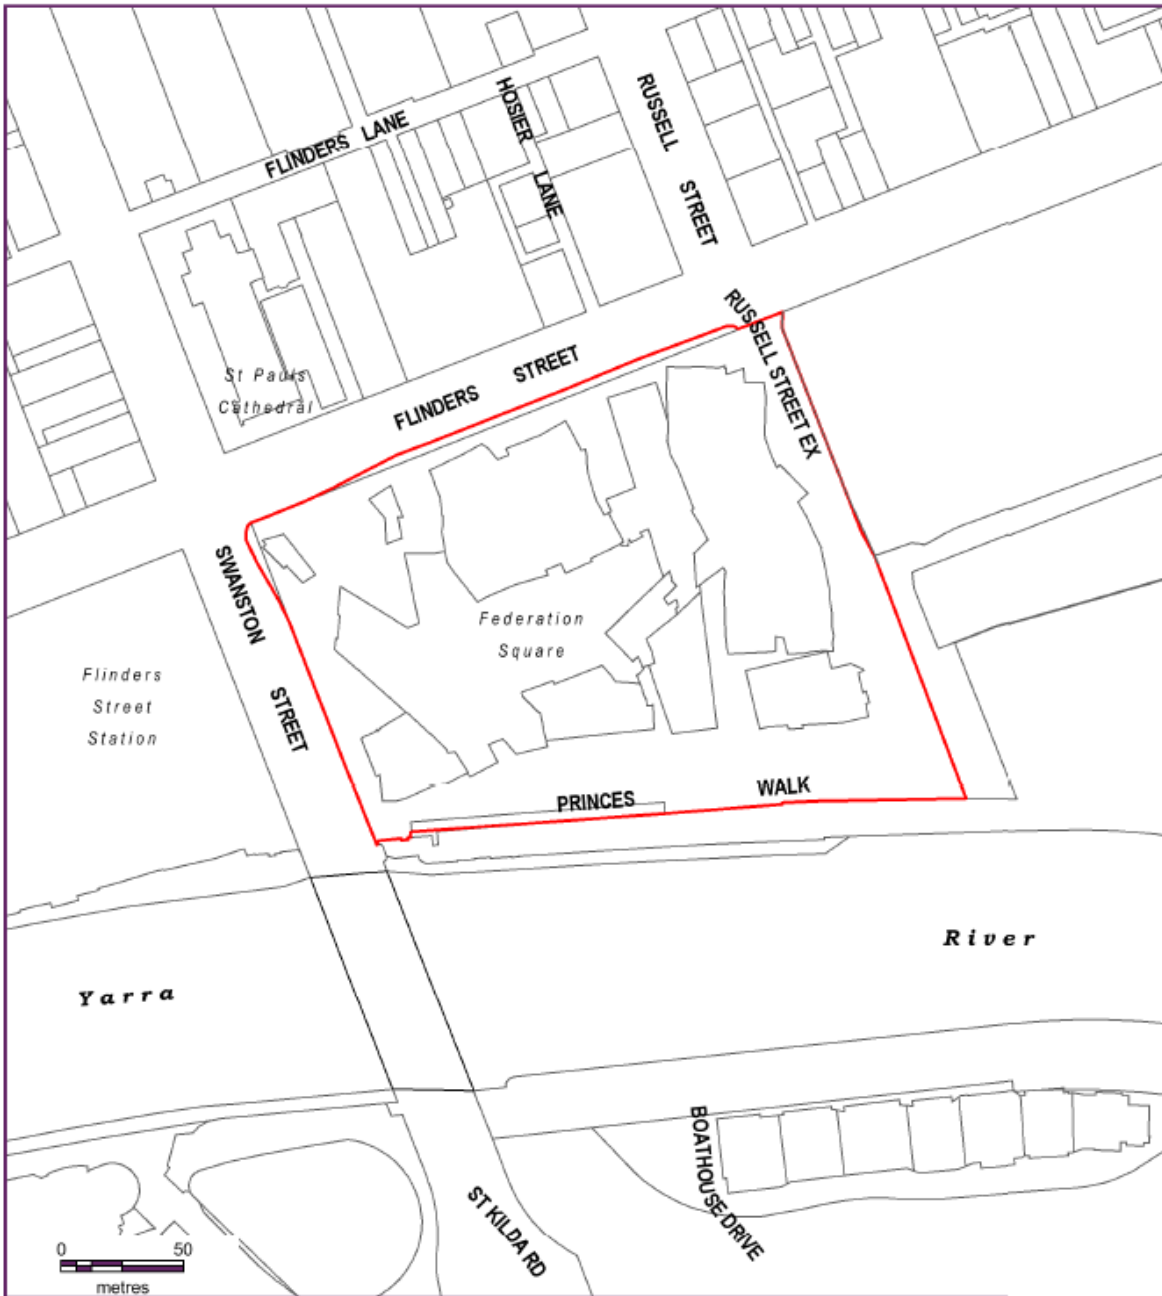 FLINDERS LANE
HOSIER
LANE
RUSSELL
STREET
RUSSELL STREET EX
FLINDERS STREET
St Pauls
Cathedral
SWANSTON
STREET
Flinders
Street
Station
Federation
Square
PRINCES WALK
River
Yarra
BOATHOUSE DRIVE
ST KILDA RD
0 50
metres